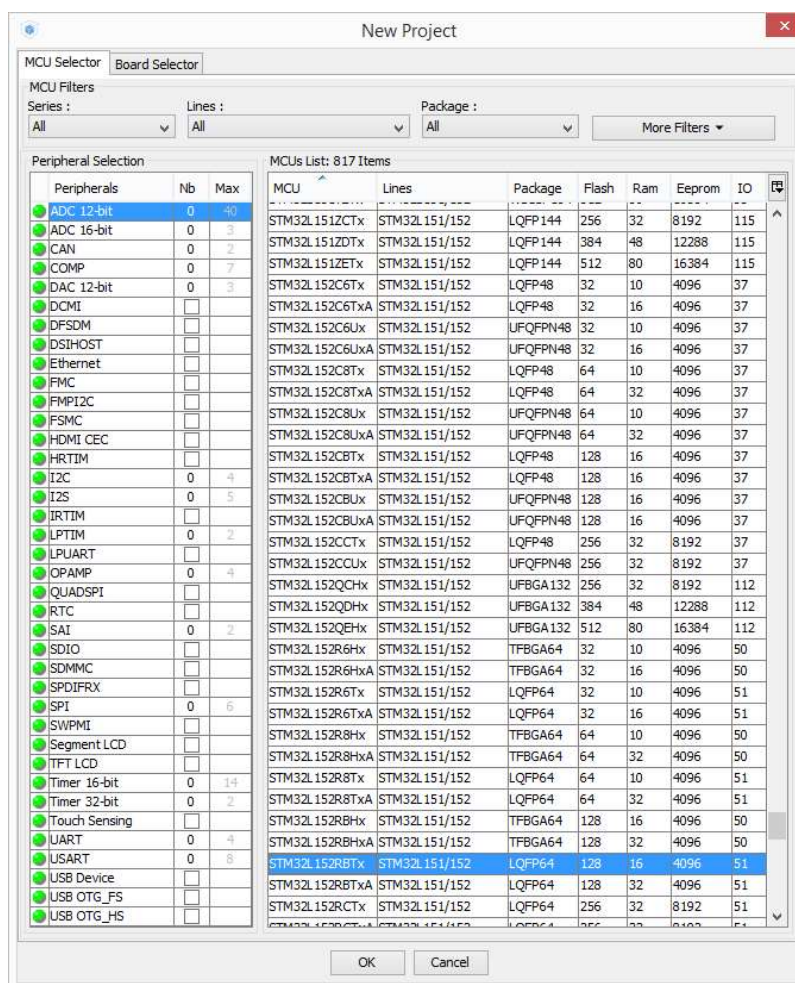 New Project
MCU Selector Board Selector
MCU Filters
Series : Lines : Package :
All All All More Filters
Peripheral Selection
Peripherals Nb Max
ADC 12-bit 0 40
ADC 16-bit 0 3
CAN 0 2
COMP 0 7
DAC 12-bit 0 3
DCMI
DFSDM
DSIHOST
Ethernet
FMC
FMPI2C
FSMC
HDMI CEC
HRTIM
I2C 0 4
I2S 0 5
IRTIM
LPTIM 0 2
LPUART
OPAMP 0 4
QUADSPI
RTC
SAI 0 2
SDIO
SDMMC
SPDIFRX
SPI 0 6
SWPMI
Segment LCD
TFT LCD
Timer 16-bit 0 14
Timer 32-bit 0 2
Touch Sensing
UART 0 4
USART 0 8
USB Device
USB OTG_FS
USB OTG_HS
MCUs List: 817 Items
MCU Lines Package Flash Ram Eeprom IO
STM32L151ZCTx STM32L151/152 LQFP144 256 32 8192 115
STM32L151ZDTx STM32L151/152 LQFP144 384 48 12288 115
STM32L151ZETx STM32L151/152 LQFP144 512 80 16384 115
STM32L152C6Tx STM32L151/152 LQFP48 32 10 4096 37
STM32L152C6TxA STM32L151/152 LQFP48 32 16 4096 37
STM32L152C6Ux STM32L151/152 UFQFPN48 32 10 4096 37
STM32L152C6UxA STM32L151/152 UFQFPN48 32 16 4096 37
STM32L152C8Tx STM32L151/152 LQFP48 64 10 4096 37
STM32L152C8TxA STM32L151/152 LQFP48 64 32 4096 37
STM32L152C8Ux STM32L151/152 UFQFPN48 64 10 4096 37
STM32L152C8UxA STM32L151/152 UFQFPN48 64 32 4096 37
STM32L152CBTx STM32L151/152 LQFP48 128 16 4096 37
STM32L152CBTxA STM32L151/152 LQFP48 128 16 4096 37
STM32L152CBUx STM32L151/152 UFQFPN48 128 16 4096 37
STM32L152CBUxA STM32L151/152 UFQFPN48 128 16 4096 37
STM32L152CCTx STM32L151/152 LQFP48 256 32 8192 37
STM32L152CCUx STM32L151/152 UFQFPN48 256 32 8192 37
STM32L152QCHx STM32L151/152 UFBGA132 256 32 8192 112
STM32L152QDHx STM32L151/152 UFBGA132 384 48 12288 112
STM32L152QEHx STM32L151/152 UFBGA132 512 80 16384 112
STM32L152R6Hx STM32L151/152 TFBGA64 32 10 4096 50
STM32L152R6HxA STM32L151/152 TFBGA64 32 16 4096 50
STM32L152R6Tx STM32L151/152 LQFP64 32 10 4096 51
STM32L152R6TxA STM32L151/152 LQFP64 32 16 4096 51
STM32L152R8Hx STM32L151/152 TFBGA64 64 10 4096 50
STM32L152R8HxA STM32L151/152 TFBGA64 64 32 4096 50
STM32L152R8Tx STM32L151/152 LQFP64 64 10 4096 51
STM32L152R8TxA STM32L151/152 LQFP64 64 32 4096 51
STM32L152RBHx STM32L151/152 TFBGA64 128 16 4096 50
STM32L152RBHxA STM32L151/152 TFBGA64 128 32 4096 50
STM32L152RBTx STM32L151/152 LQFP64 128 16 4096 51
STM32L152RBTxA STM32L151/152 LQFP64 128 32 4096 51
STM32L152RCTx STM32L151/152 LQFP64 256 32 8192 51
OK Cancel